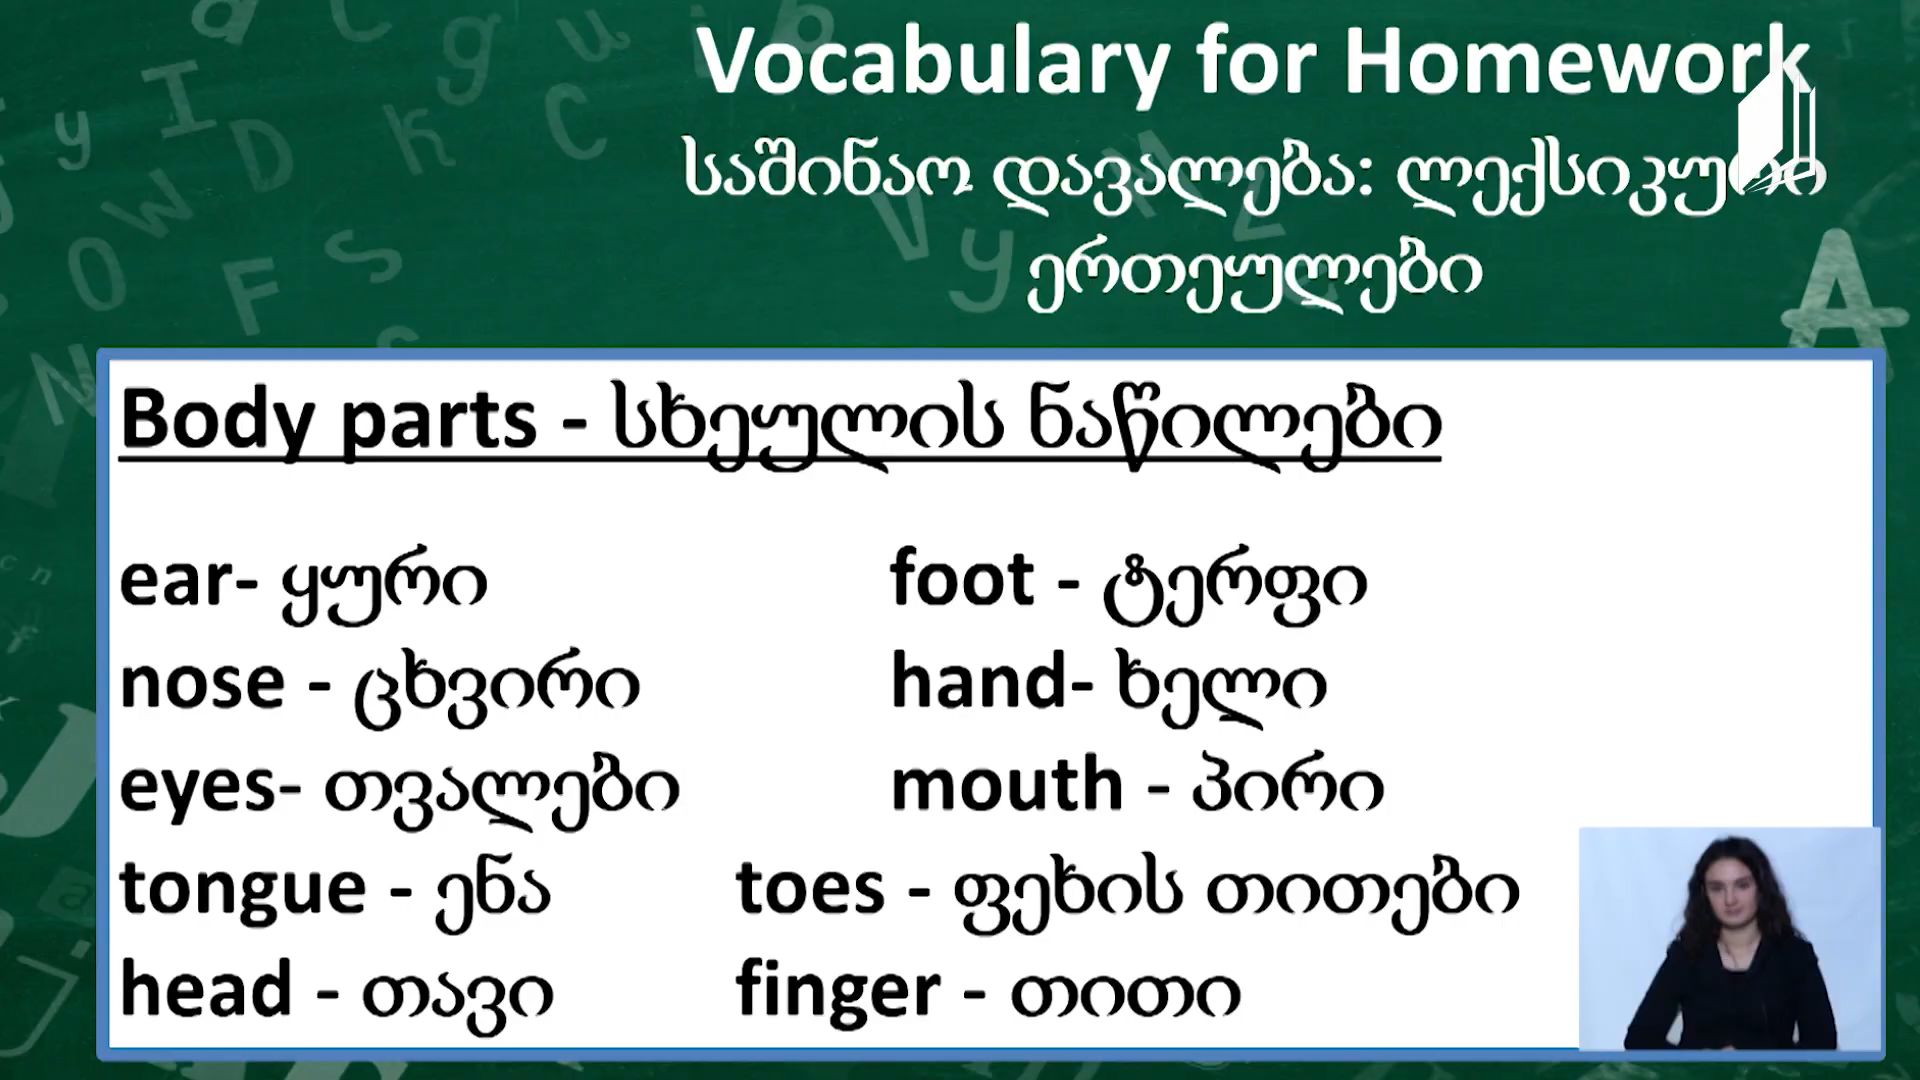 Vocabulary for Homework
საშინაო დავალება: ლექსიკური
ერთეულები
Body parts - სხეულის ნაწილები
ear- ყური
foot - ტერფი
nose - ცხვირი
hand- ხელი
eyes- თვალები
mouth - პირი
tongue - ენა
toes - ფეხის თითები
head - თავი
finger - თითი